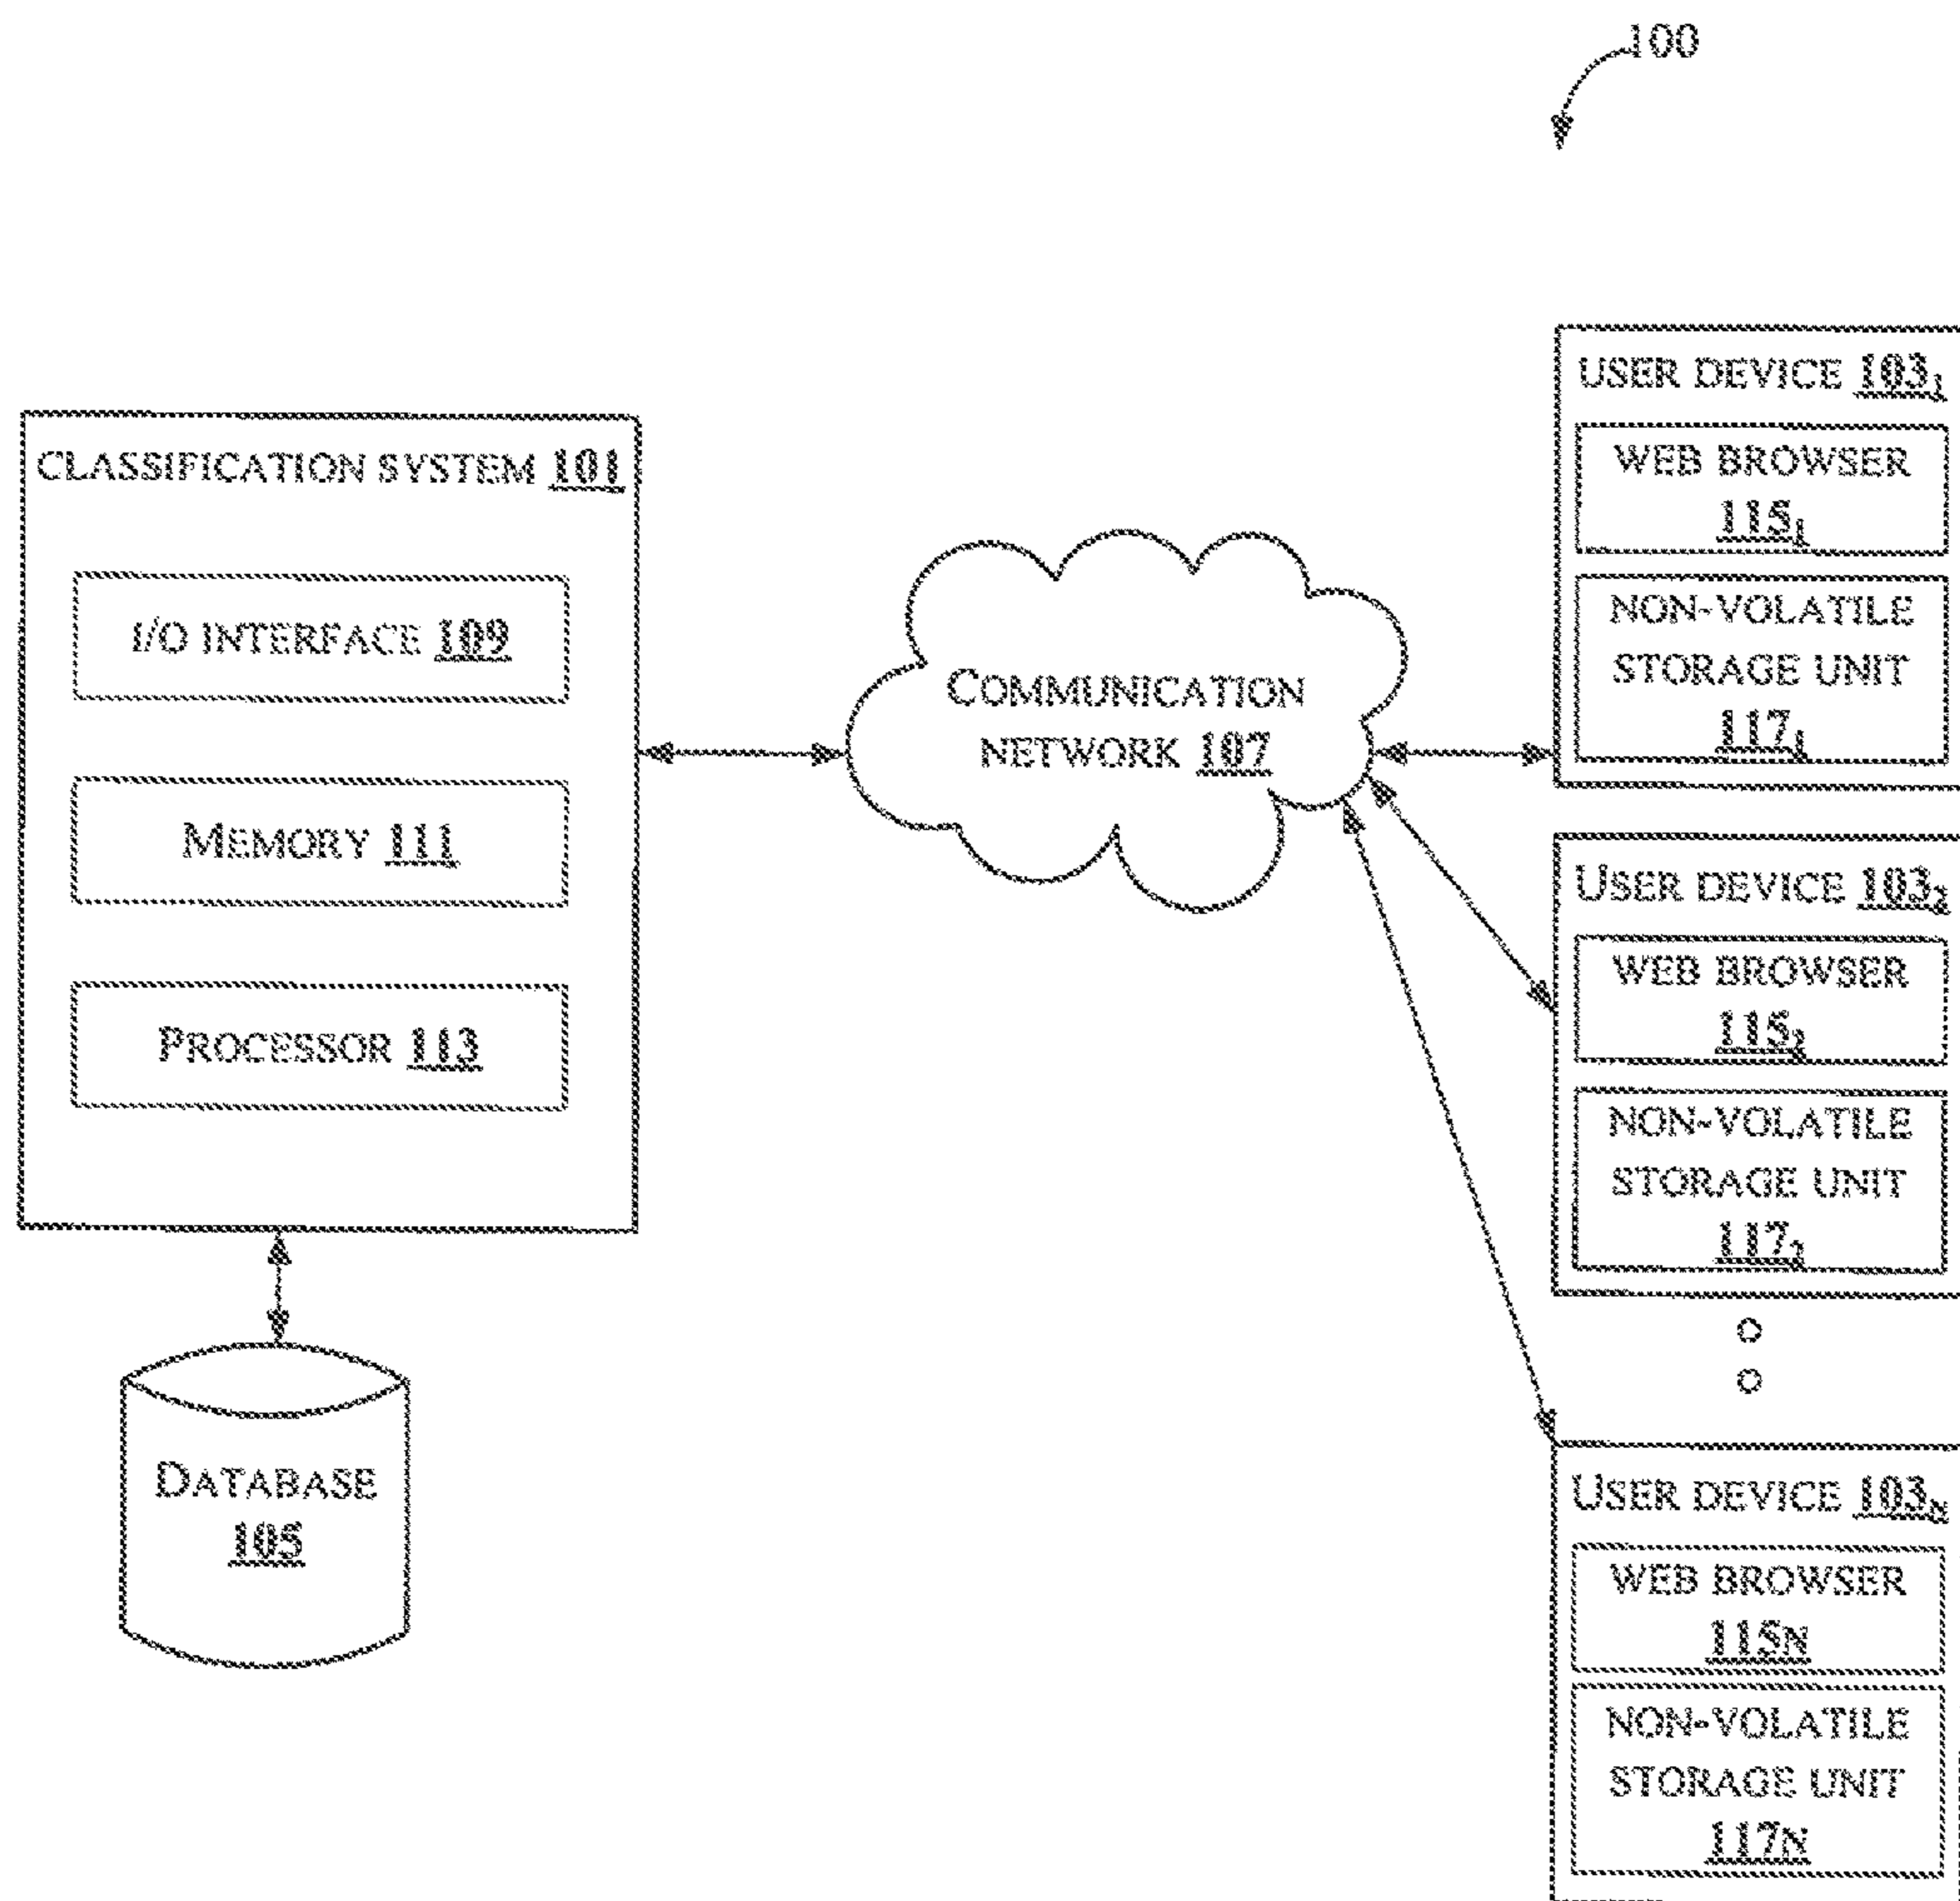 100
CLASSIFICATION SYSTEM 101
I/O INTERFACE 109
MEMORY 111
PROCESSOR 113
DATABASE
105
COMMUNICATION
NETWORK 107
USER DEVICE 103₁
WEB BROWSER
115₁
NON-VOLATILE
STORAGE UNIT
117₁
USER DEVICE 103₂
WEB BROWSER
115₂
NON-VOLATILE
STORAGE UNIT
117₂
USER DEVICE 103N
WEB BROWSER
115N
NON-VOLATILE
STORAGE UNIT
117N